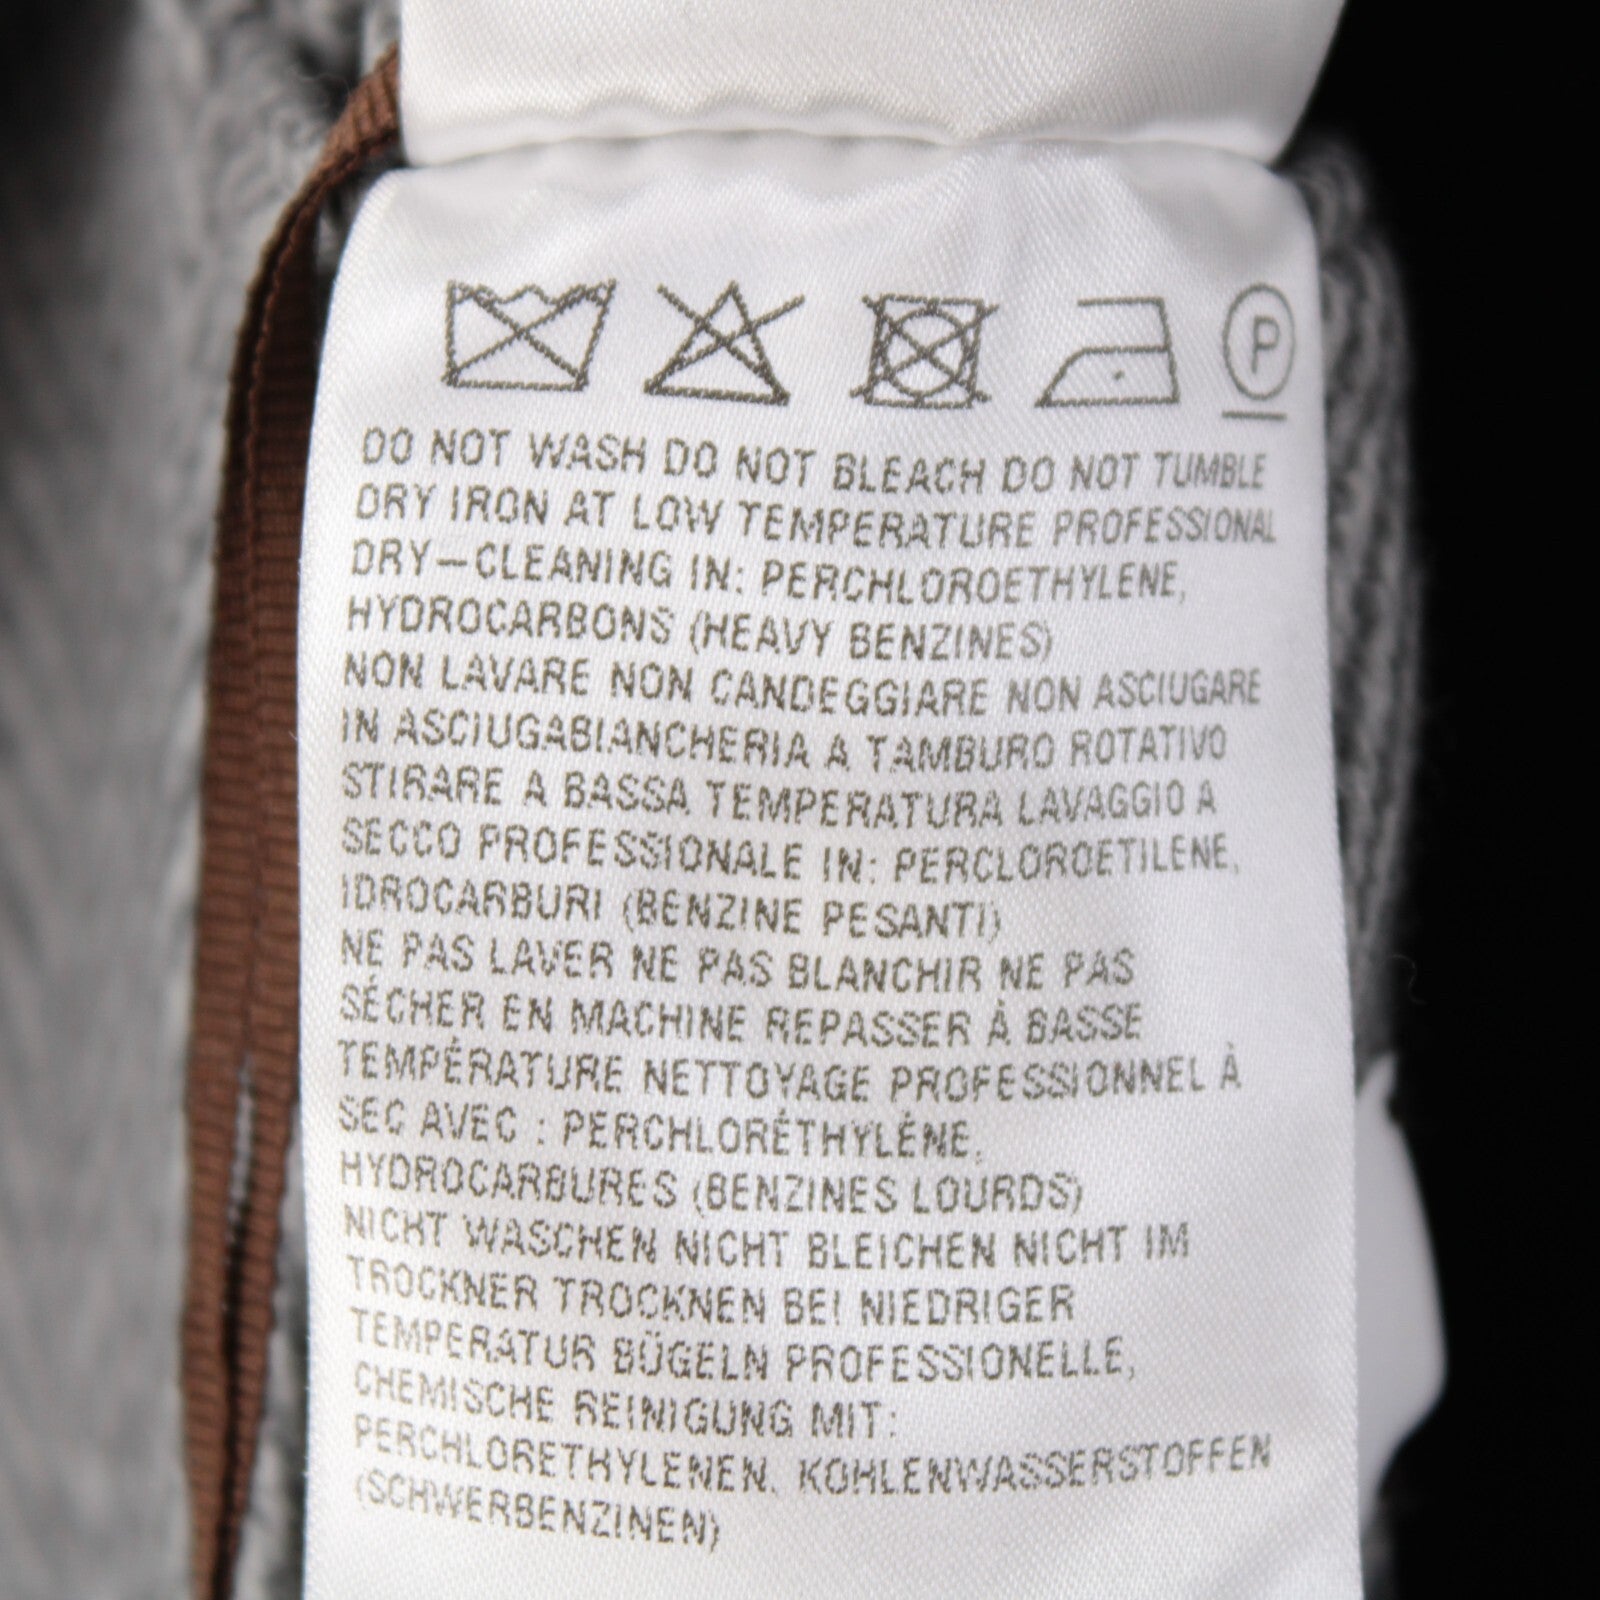 P
DO NOT WASH DO NOT BLEACH DO NOT TUMBLE
DRY IRON AT LOW TEMPERATURE PROFESSIONAL
DRY-CLEANING IN: PERCHLOROETHYLENE,
HYDROCARBONS (HEAVY BENZINES)
NON LAVARE NON CANDEGGIARE NON ASCIUGARE
IN ASCIUGABIANCHERIA A TAMBURO ROTATIVO
STIRARE A BASSA TEMPERATURA LAVAGGIO A
SECCO PROFESSIONALE IN: PERCLOROETILENE,
IDROCARBURI (BENZINE PESANTI)
NE PAS LAVER NE PAS BLANCHIR NE PAS
SÉCHER EN MACHINE REPASSER À BASSE
TEMPÉRATURE NETTOYAGE PROFESSIONNEL À
SEC AVEC : PERCHLORÉTHYLÈNE,
HYDROCARBURES (BENZINES LOURDS)
NICHT WASCHEN NICHT BLEICHEN NICHT IM
TROCKNER TROCKNEN BEI NIEDRIGER
TEMPERATUR BÜGELN PROFESSIONELLE,
CHEMISCHE REINIGUNG MIT:
PERCHLORETHYLENEN, KOHLENWASSERSTOFFEN
(SCHWERBENZINEN)